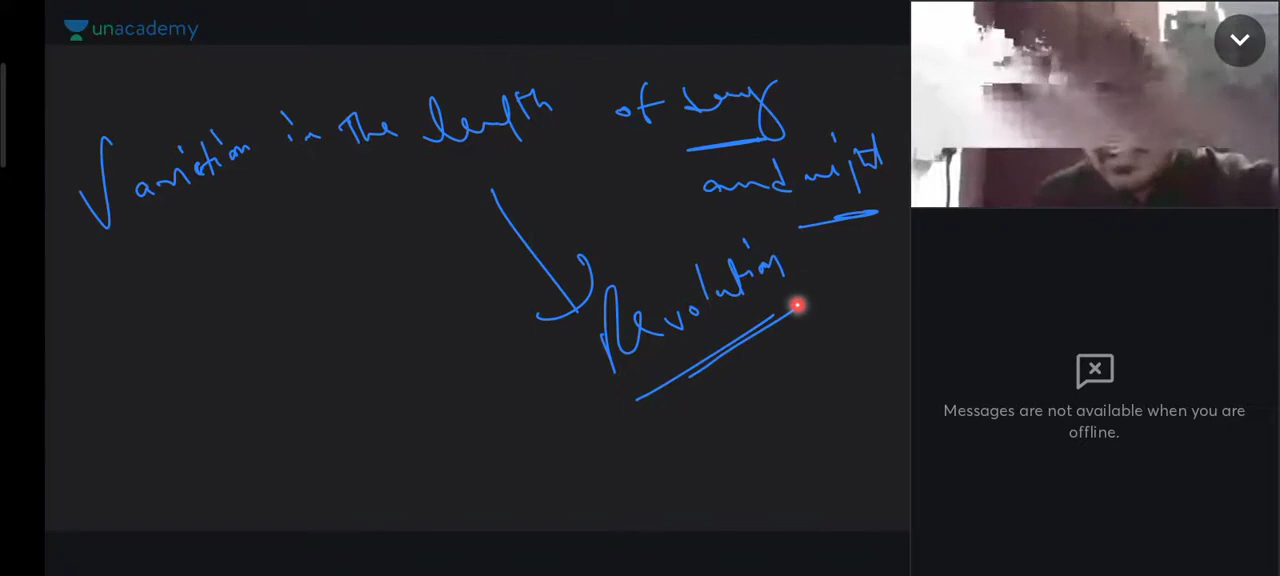 unacademy
Variation in the length of day
and night
Revolution
Messages are not available when you are
offline.